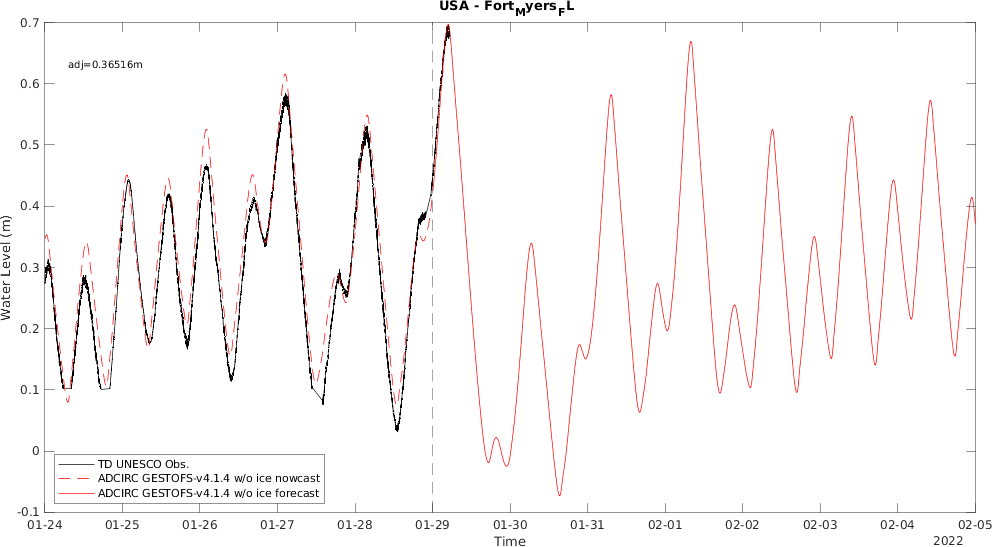 USA - Fort_Myers_FL
adj=0.36516m
0.7
0.6
0.5
0.4
0.3
0.2
0.1
0
-0.1
Water Level (m)
TD UNESCO Obs.
ADCIRC GESTOFS-v4.1.4 w/o ice nowcast
ADCIRC GESTOFS-v4.1.4 w/o ice forecast
01-24 01-25 01-26 01-27 01-28 01-29 01-30 01-31 02-01 02-02 02-03 02-04 02-05
Time
2022